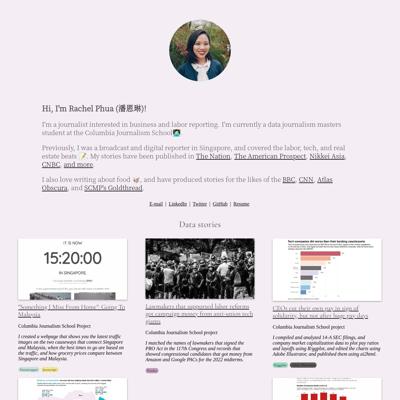 Hi, I'm Rachel Phua (潘恩琳)!
I'm a journalist interested in business and labor reporting. I'm currently a data journalism masters
student at the Columbia Journalism School
Previously, I was a broadcast and digital reporter in Singapore, and covered the labor, tech, and real
estate beats. My stories have been published in The Nation, The American Prospect, Nikkei Asia,
CNBC, and more.
I also love writing about food, and have produced stories for the likes of the BBC, CNN, Atlas
Obscura, and SCMP's Goldthread.
E-mail | LinkedIn | Twitter | GitHub | Resume
Data stories
IT IS NOW
15:20:00
IN SINGAPORE.
"Something I Miss From Home": Going To
Malaysia
Columbia Journalism School Project
I created a webpage that shows you the latest traffic
images on the two causeways that connect Singapore
and Malaysia, when the best times to go are based on
the traffic, and how grocery prices compare between
Singapore and Malaysia.
Lawmakers that supported labor reforms
got campaign money from anti-union tech
giants
Columbia Journalism School project
I matched the names of lawmakers that signed the
PRO Act in the 117th Congress and records that
showed congressional candidates that got money from
Amazon and Google PACs for the 2022 midterms.
Tech companies did worse than their lending counterparts
CEOs cut their own pay in sign of
solidarity, but not after huge pay days
Columbia Journalism School project
I compiled and analyzed 14-A SEC filings, and
company market capitalization data to plot pay ratios
and layoffs using R/ggplot, and edited the charts using
Adobe Illustrator, and published them using ai2html.